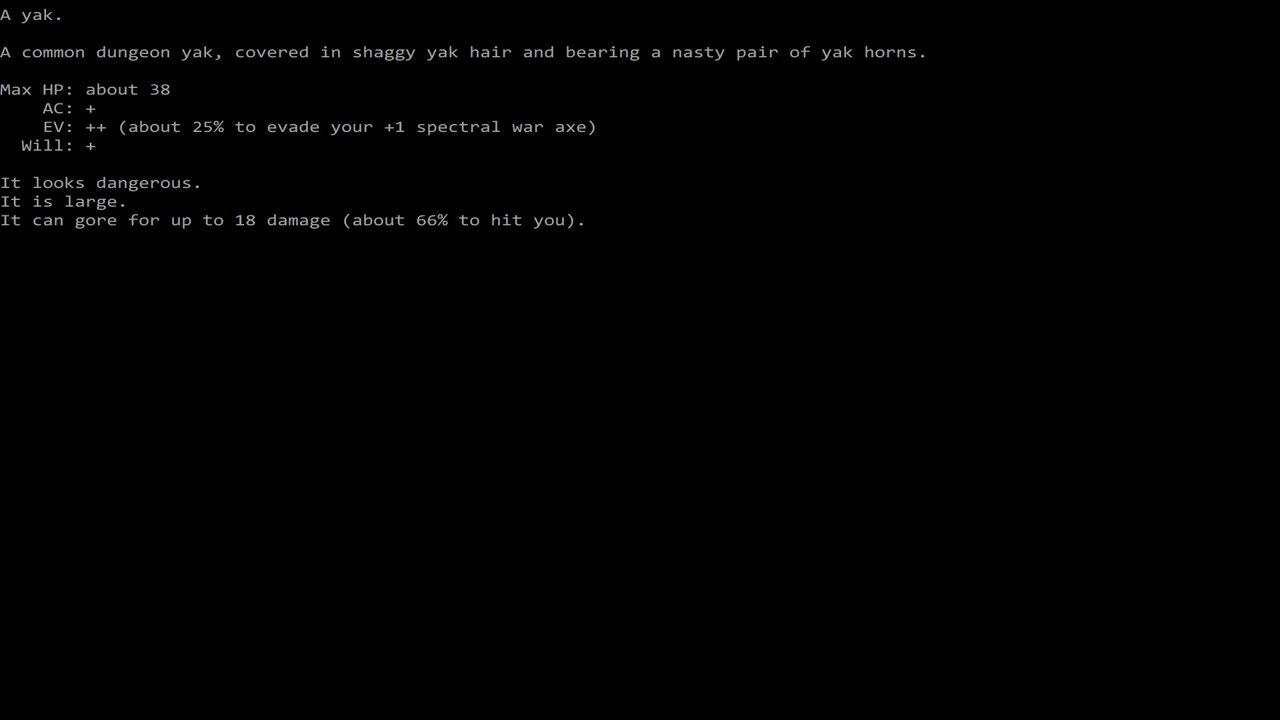 A yak.
A common dungeon yak, covered in shaggy yak hair and bearing a nasty pair of yak horns.
Max HP: about 38
AC: +
EV: ++ (about 25% to evade your +1 spectral war axe)
Will: +
It looks dangerous.
It is large.
It can gore for up to 18 damage (about 66% to hit you).